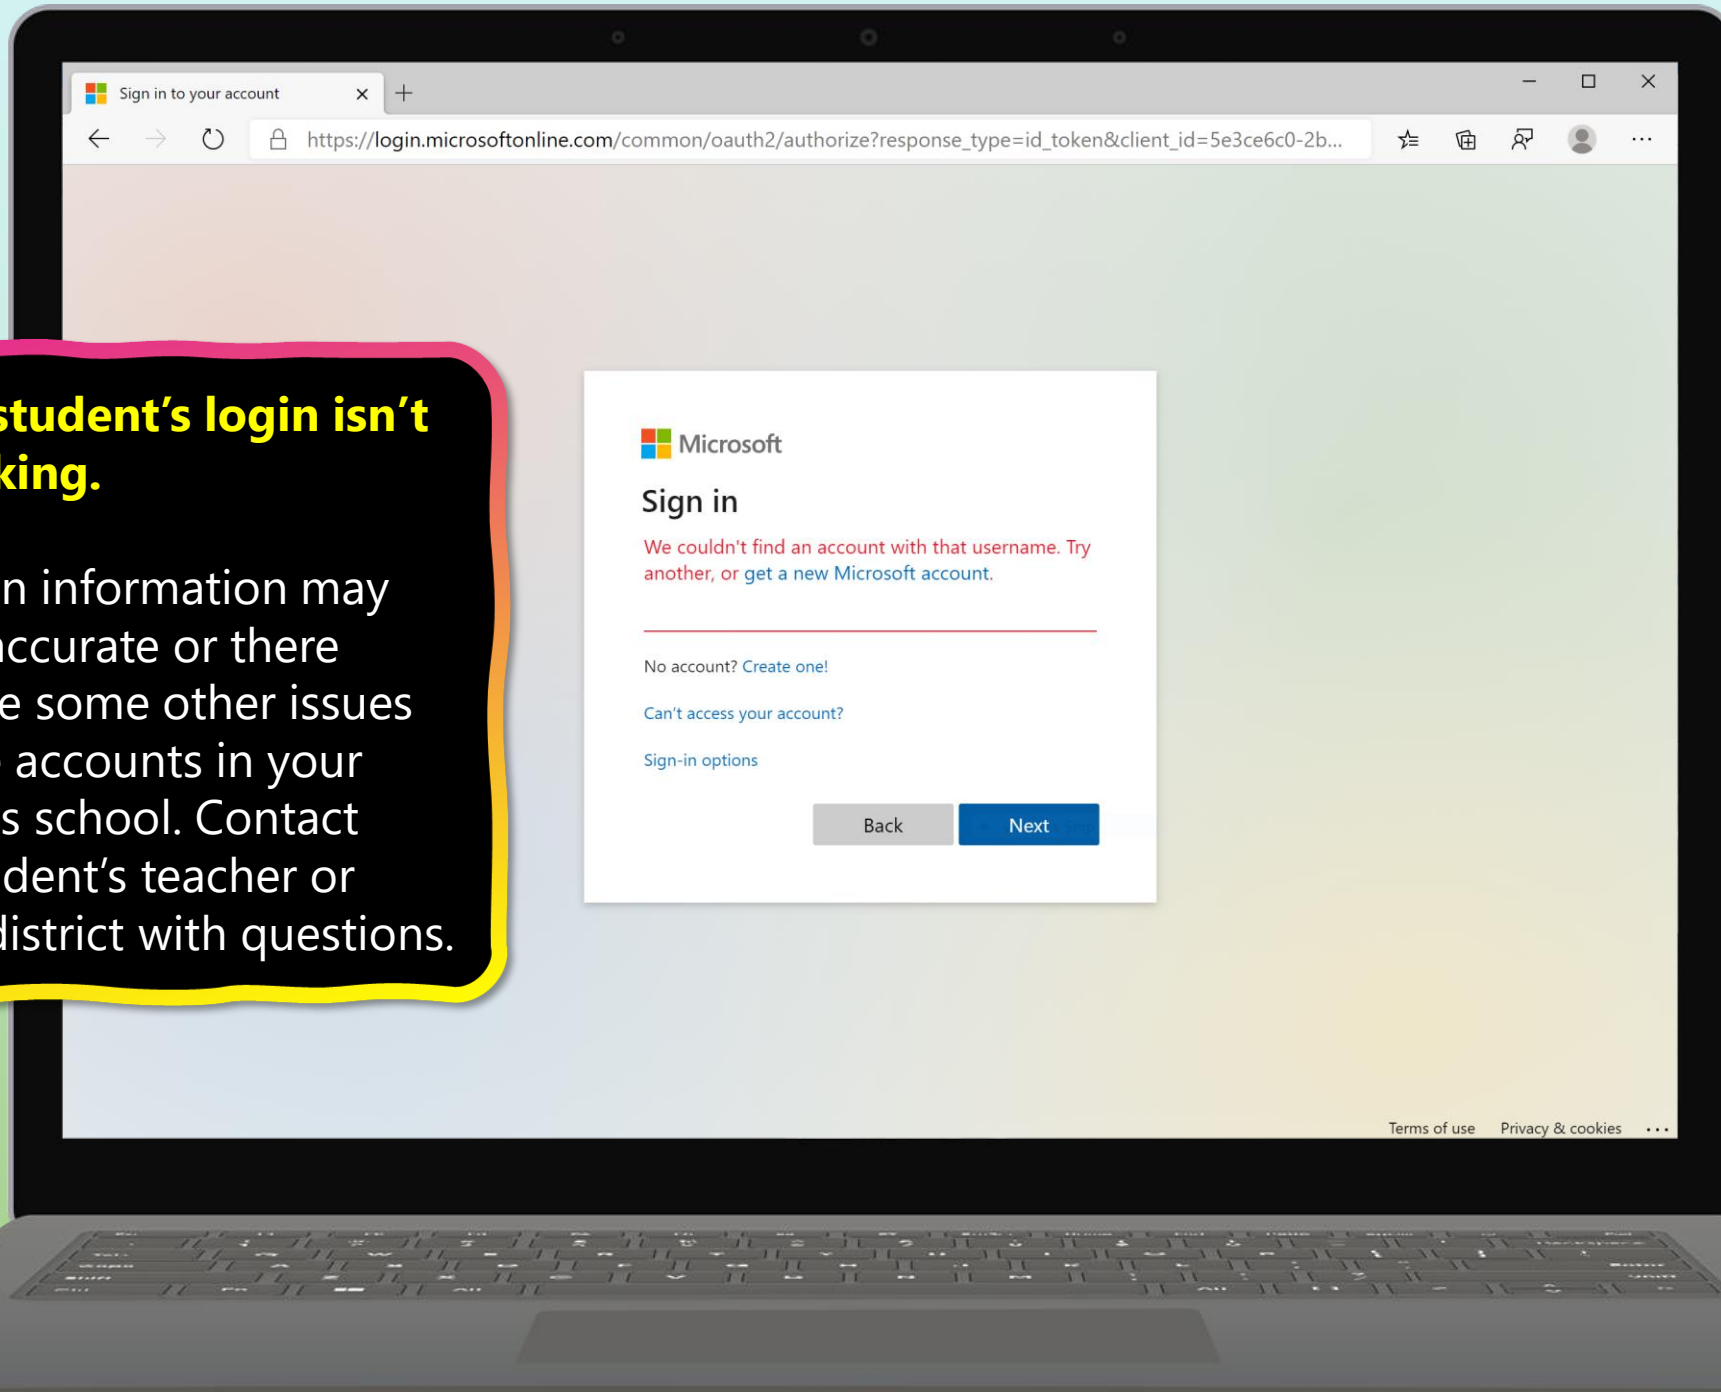 Sign in to your account
https://login.microsoftonline.com/common/oauth2/authorize?response_type=id_token&client_id=5e3ce6c0-2b...
student’s login isn’t
king.
n information may
accurate or there
e some other issues
accounts in your
s school. Contact
dent’s teacher or
district with questions.
Microsoft
Sign in
We couldn't find an account with that username. Try
another, or get a new Microsoft account.
No account? Create one!
Can't access your account?
Sign-in options
Back Next
Terms of use Privacy & cookies